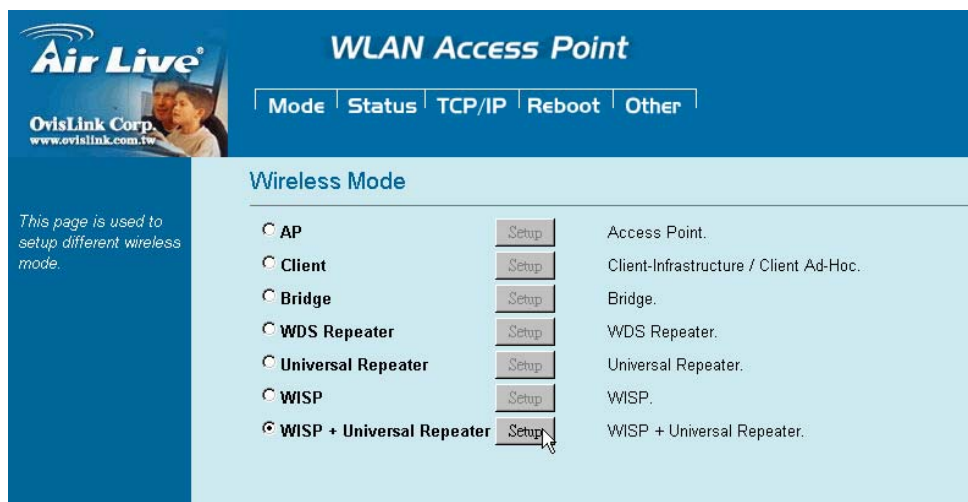 Air Live®
OvisLink Corp.
www.ovislink.com.tw
WLAN Access Point
Mode Status TCP/IP Reboot Other
This page is used to
setup different wireless
mode.
Wireless Mode
AP Setup Access Point.
Client Setup Client-Infrastructure / Client Ad-Hoc.
Bridge Setup Bridge.
WDS Repeater Setup WDS Repeater.
Universal Repeater Setup Universal Repeater.
WISP Setup WISP.
WISP + Universal Repeater Setup WISP + Universal Repeater.